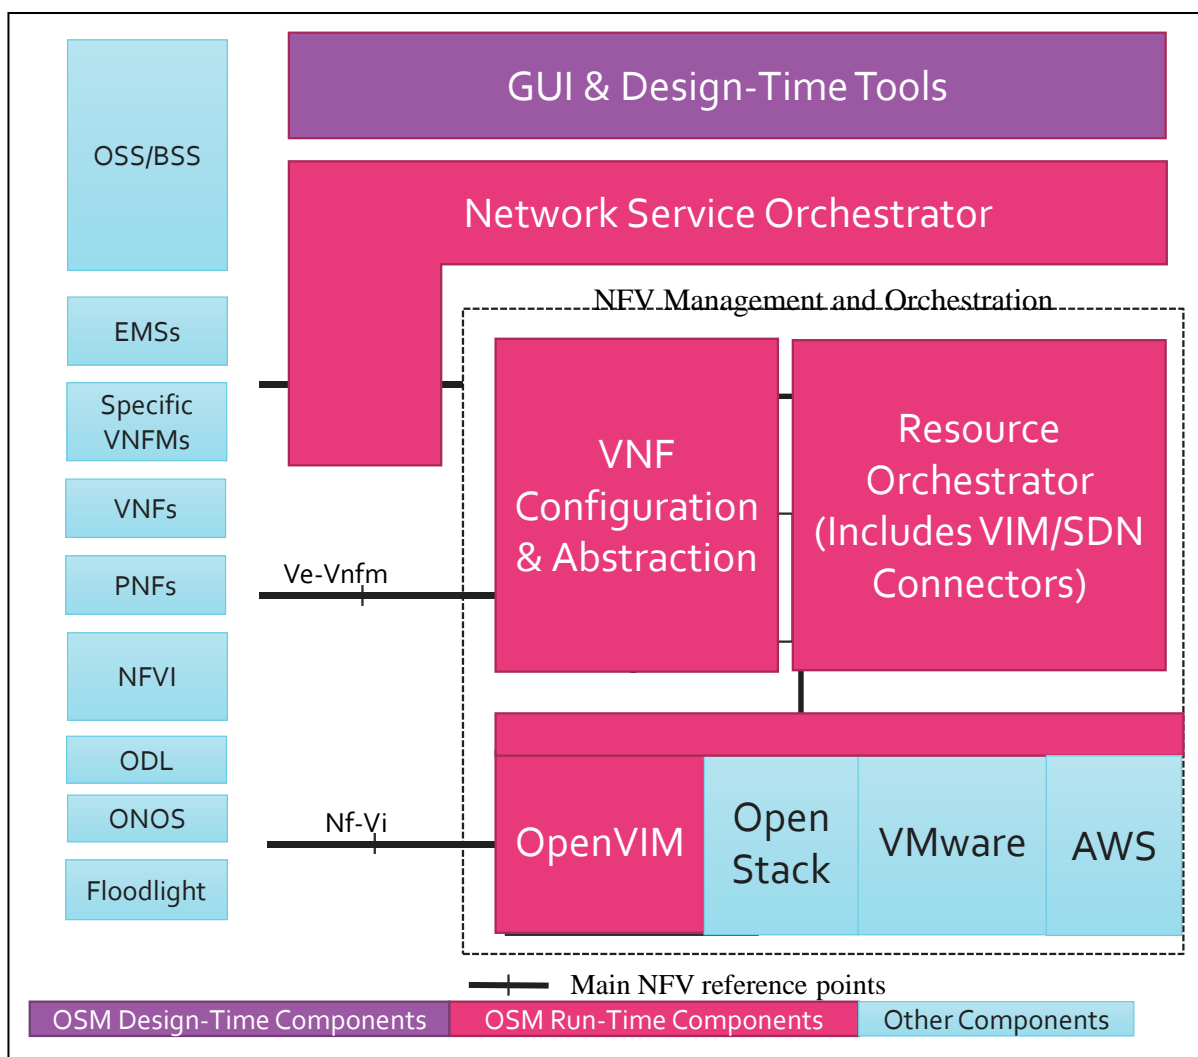 GUI & Design-Time Tools
OSS/BSS
Network Service Orchestrator
NFV Management and Orchestration
EMSs
Specific
VNFMs
VNFs
PNFs
NFVI
ODL
ONOS
Floodlight
Ve-Vnfm
Nf-Vi
VNF
Configuration
& Abstraction
Resource
Orchestrator
(Includes VIM/SDN
Connectors)
OpenVIM
Open
Stack
VMware
AWS
Main NFV reference points
OSM Design-Time Components
OSM Run-Time Components
Other Components